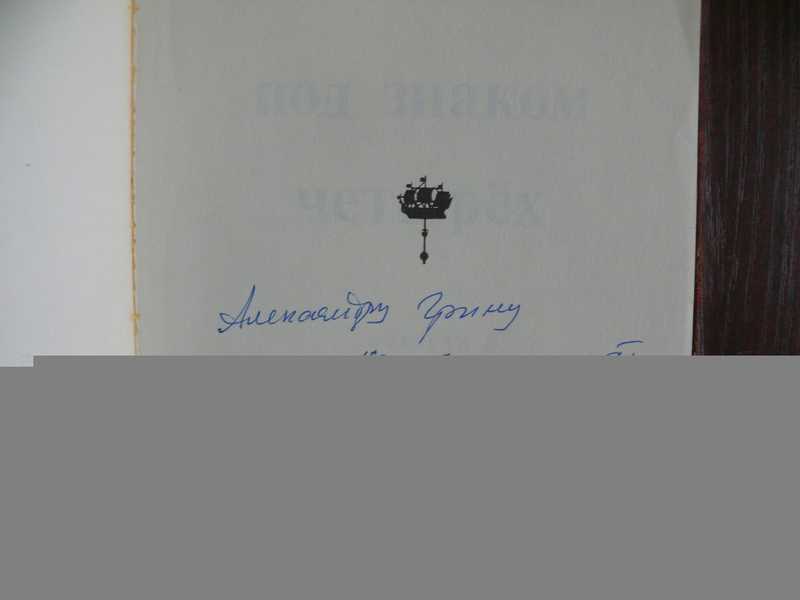 под знаком
четырёх
Александру Грину